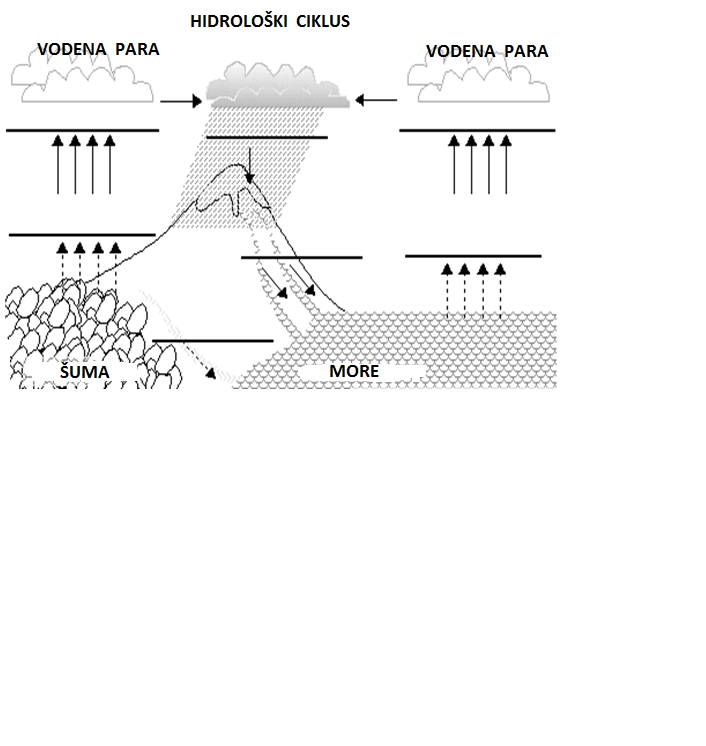 HIDROLOŠKI CIKLUS
VODENA PARA
VODENA PARA
ŠUMA
MORE